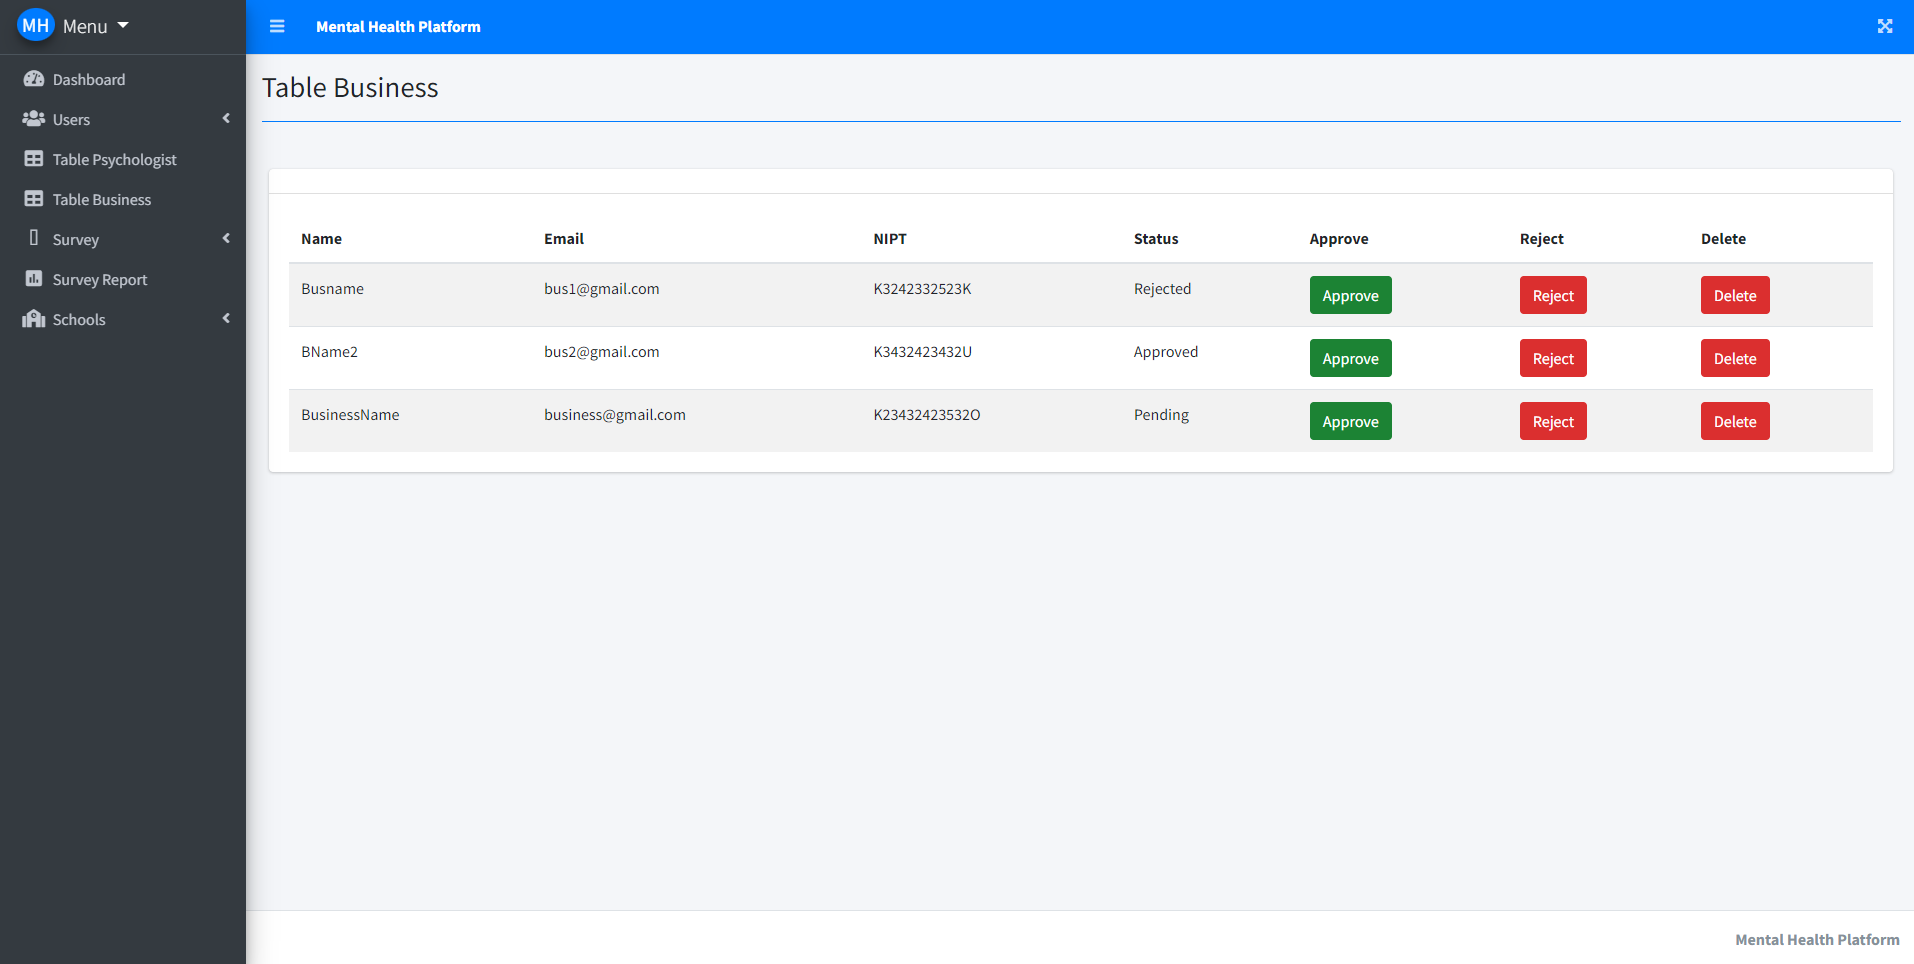 MH Menu
Mental Health Platform
Dashboard
Users
Table Psychologist
Table Business
Survey
Survey Report
Schools
Table Business
Name Email NIPT Status Approve Reject Delete
Busname bus1@gmail.com K3242332523K Rejected Approve Reject Delete
BName2 bus2@gmail.com K3432423432U Approved Approve Reject Delete
BusinessName business@gmail.com K23432423532O Pending Approve Reject Delete
Mental Health Platform